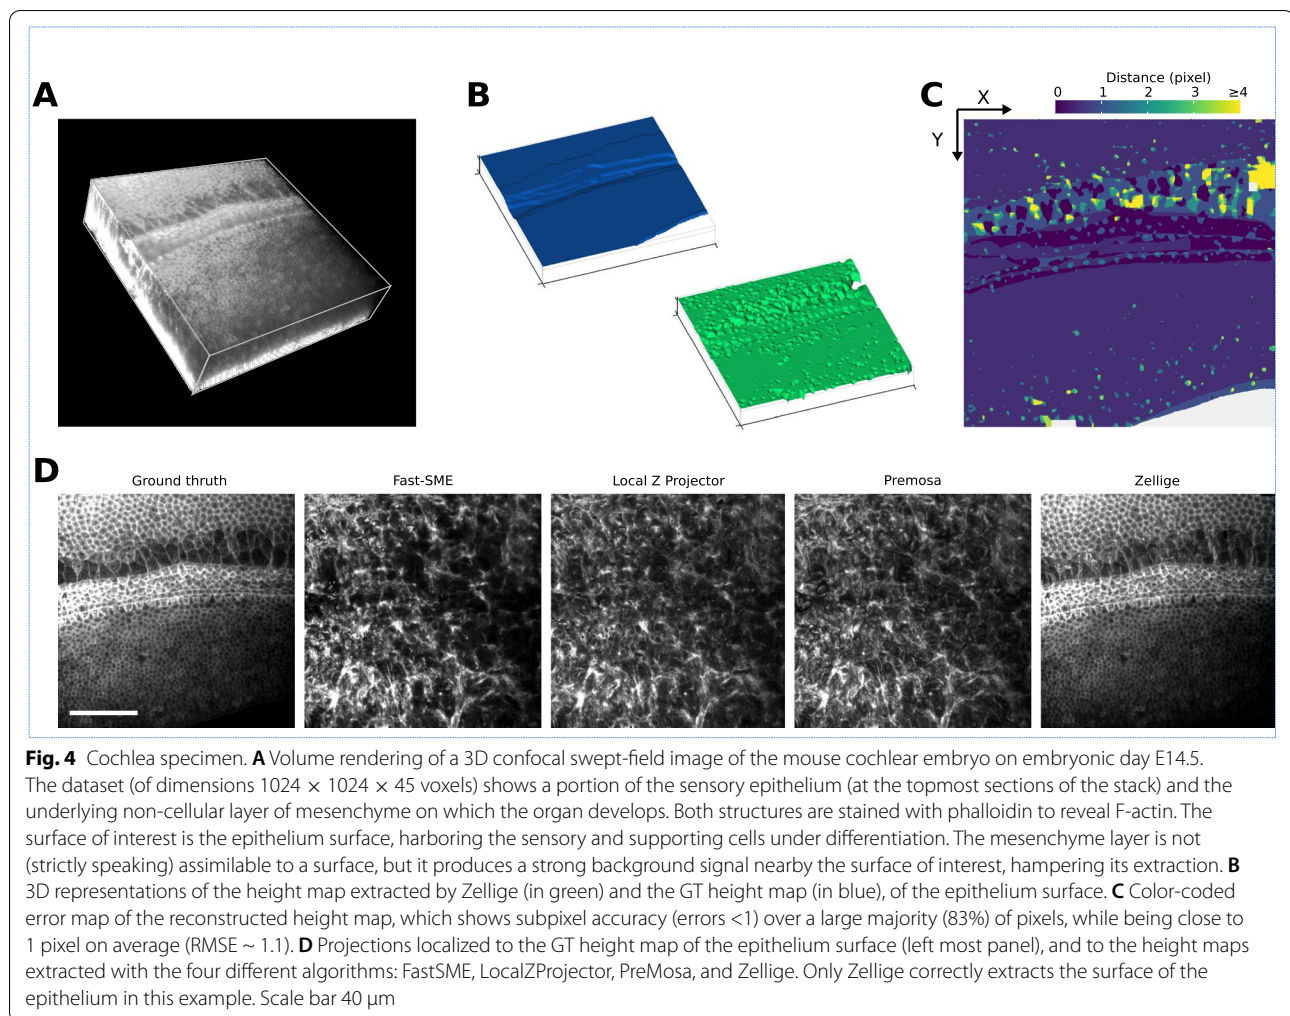 A
B
C
Distance (pixel)
0 1 2 3 ≥4
X
Y
D
Ground thruth
Fast-SME
Local Z Projector
Premosa
Zellige
Fig. 4 Cochlea specimen. A Volume rendering of a 3D confocal swept-field image of the mouse cochlear embryo on embryonic day E14.5.
The dataset (of dimensions 1024 × 1024 × 45 voxels) shows a portion of the sensory epithelium (at the topmost sections of the stack) and the
underlying non-cellular layer of mesenchyme on which the organ develops. Both structures are stained with phalloidin to reveal F-actin. The
surface of interest is the epithelium surface, harboring the sensory and supporting cells under differentiation. The mesenchyme layer is not
(strictly speaking) assimilable to a surface, but it produces a strong background signal nearby the surface of interest, hampering its extraction. B
3D representations of the height map extracted by Zellige (in green) and the GT height map (in blue), of the epithelium surface. C Color-coded
error map of the reconstructed height map, which shows subpixel accuracy (errors <1) over a large majority (83%) of pixels, while being close to
1 pixel on average (RMSE ~ 1.1). D Projections localized to the GT height map of the epithelium surface (left most panel), and to the height maps
extracted with the four different algorithms: FastSME, LocalZProjector, PreMosa, and Zellige. Only Zellige correctly extracts the surface of the
epithelium in this example. Scale bar 40 μm